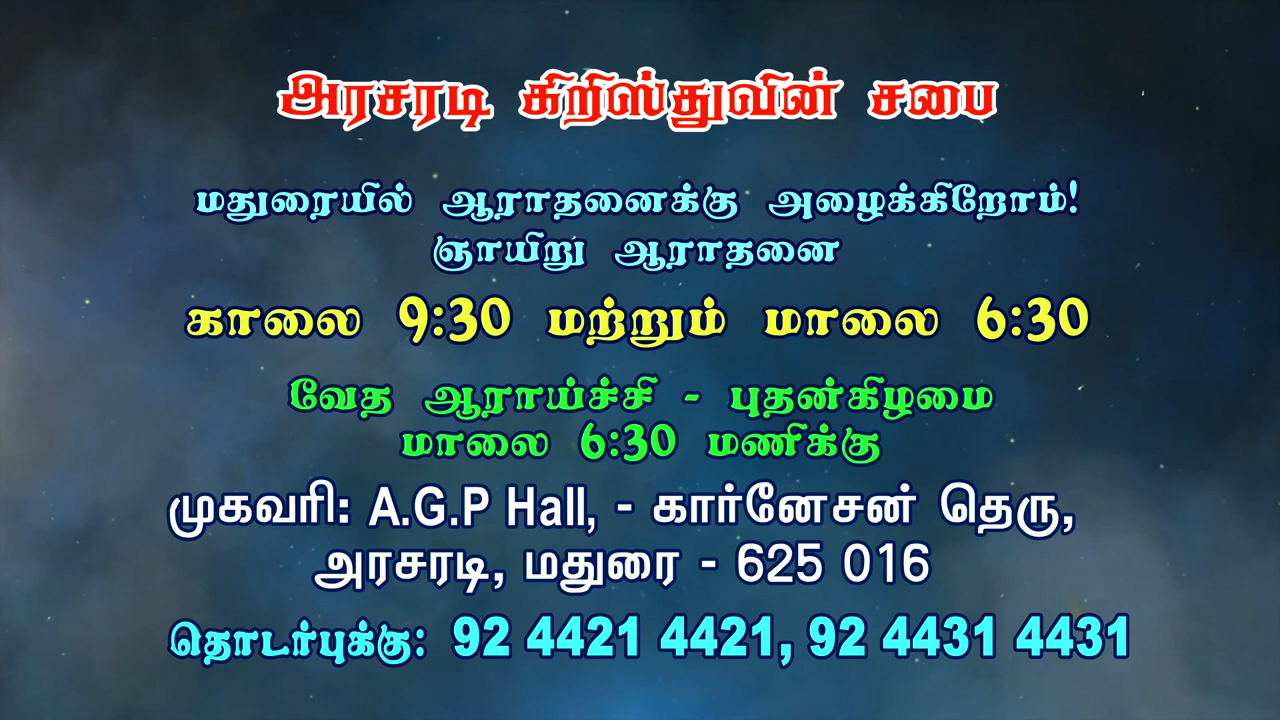 அரசரடி கிறிஸ்துவின் சபை
மதுரையில் ஆராதனைக்கு அழைக்கிறோம்!
ஞாயிறு ஆராதனை
காலை 9:30 மற்றும் மாலை 6:30
வேத ஆராய்ச்சி - புதன்கிழமை
மாலை 6:30 மணிக்கு
முகவரி: A.G.P Hall, - கார்னேசன் தெரு,
அரசரடி, மதுரை - 625 016
தொடர்புக்கு: 92 4421 4421, 92 4431 4431